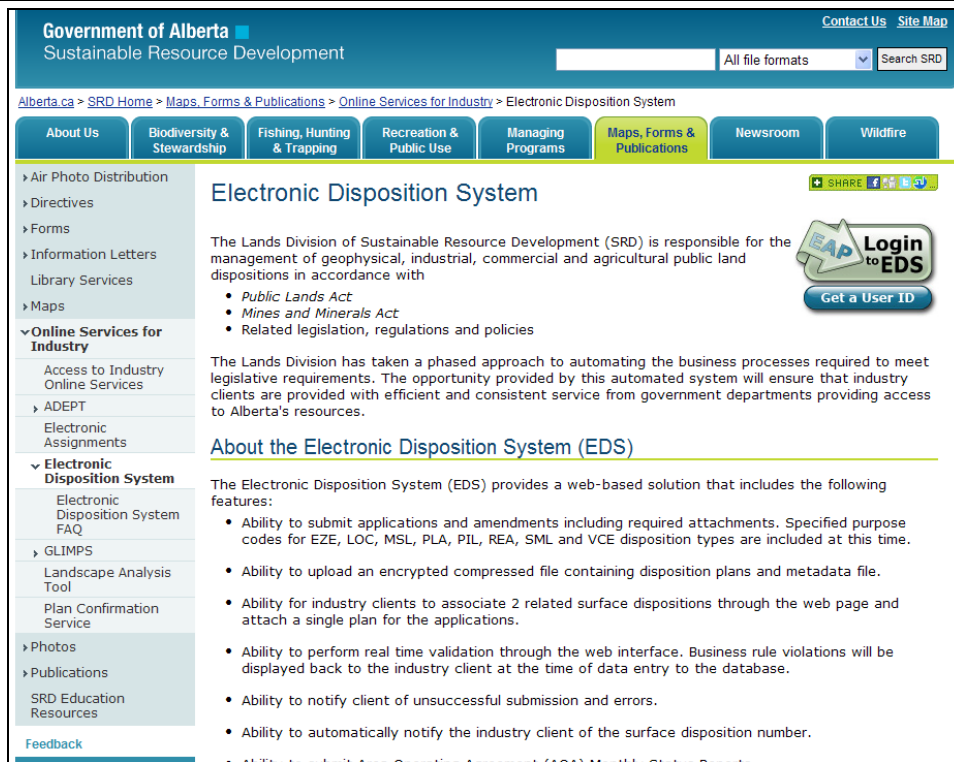 Contact Us Site Map
Government of Alberta
Sustainable Resource Development
All file formats
Search SRD
Alberta.ca > SRD Home > Maps, Forms & Publications > Online Services for Industry > Electronic Disposition System
About Us
Biodiversity &
Stewardship
Fishing, Hunting
& Trapping
Recreation &
Public Use
Managing
Programs
Maps, Forms &
Publications
Newsroom
Wildfire
Air Photo Distribution
Directives
Forms
Information Letters
Library Services
Maps
Online Services for
Industry
Access to Industry
Online Services
ADEPT
Electronic
Assignments
Electronic
Disposition System
Electronic
Disposition System
FAQ
GLIMPS
Landscape Analysis
Tool
Plan Confirmation
Service
Photos
Publications
SRD Education
Resources
Feedback
Electronic Disposition System
SHARE
EAP
Login
to EDS
Get a User ID
The Lands Division of Sustainable Resource Development (SRD) is responsible for the
management of geophysical, industrial, commercial and agricultural public land
dispositions in accordance with
• Public Lands Act
• Mines and Minerals Act
• Related legislation, regulations and policies
The Lands Division has taken a phased approach to automating the business processes required to meet
legislative requirements. The opportunity provided by this automated system will ensure that industry
clients are provided with efficient and consistent service from government departments providing access
to Alberta's resources.
About the Electronic Disposition System (EDS)
The Electronic Disposition System (EDS) provides a web-based solution that includes the following
features:
• Ability to submit applications and amendments including required attachments. Specified purpose
codes for EZE, LOC, MSL, PLA, PIL, REA, SML and VCE disposition types are included at this time.
• Ability to upload an encrypted compressed file containing disposition plans and metadata file.
• Ability for industry clients to associate 2 related surface dispositions through the web page and
attach a single plan for the applications.
• Ability to perform real time validation through the web interface. Business rule violations will be
displayed back to the industry client at the time of data entry to the database.
• Ability to notify client of unsuccessful submission and errors.
• Ability to automatically notify the industry client of the surface disposition number.
• Ability to submit Area Operating Agreement (AOA) Monthly Status Reports